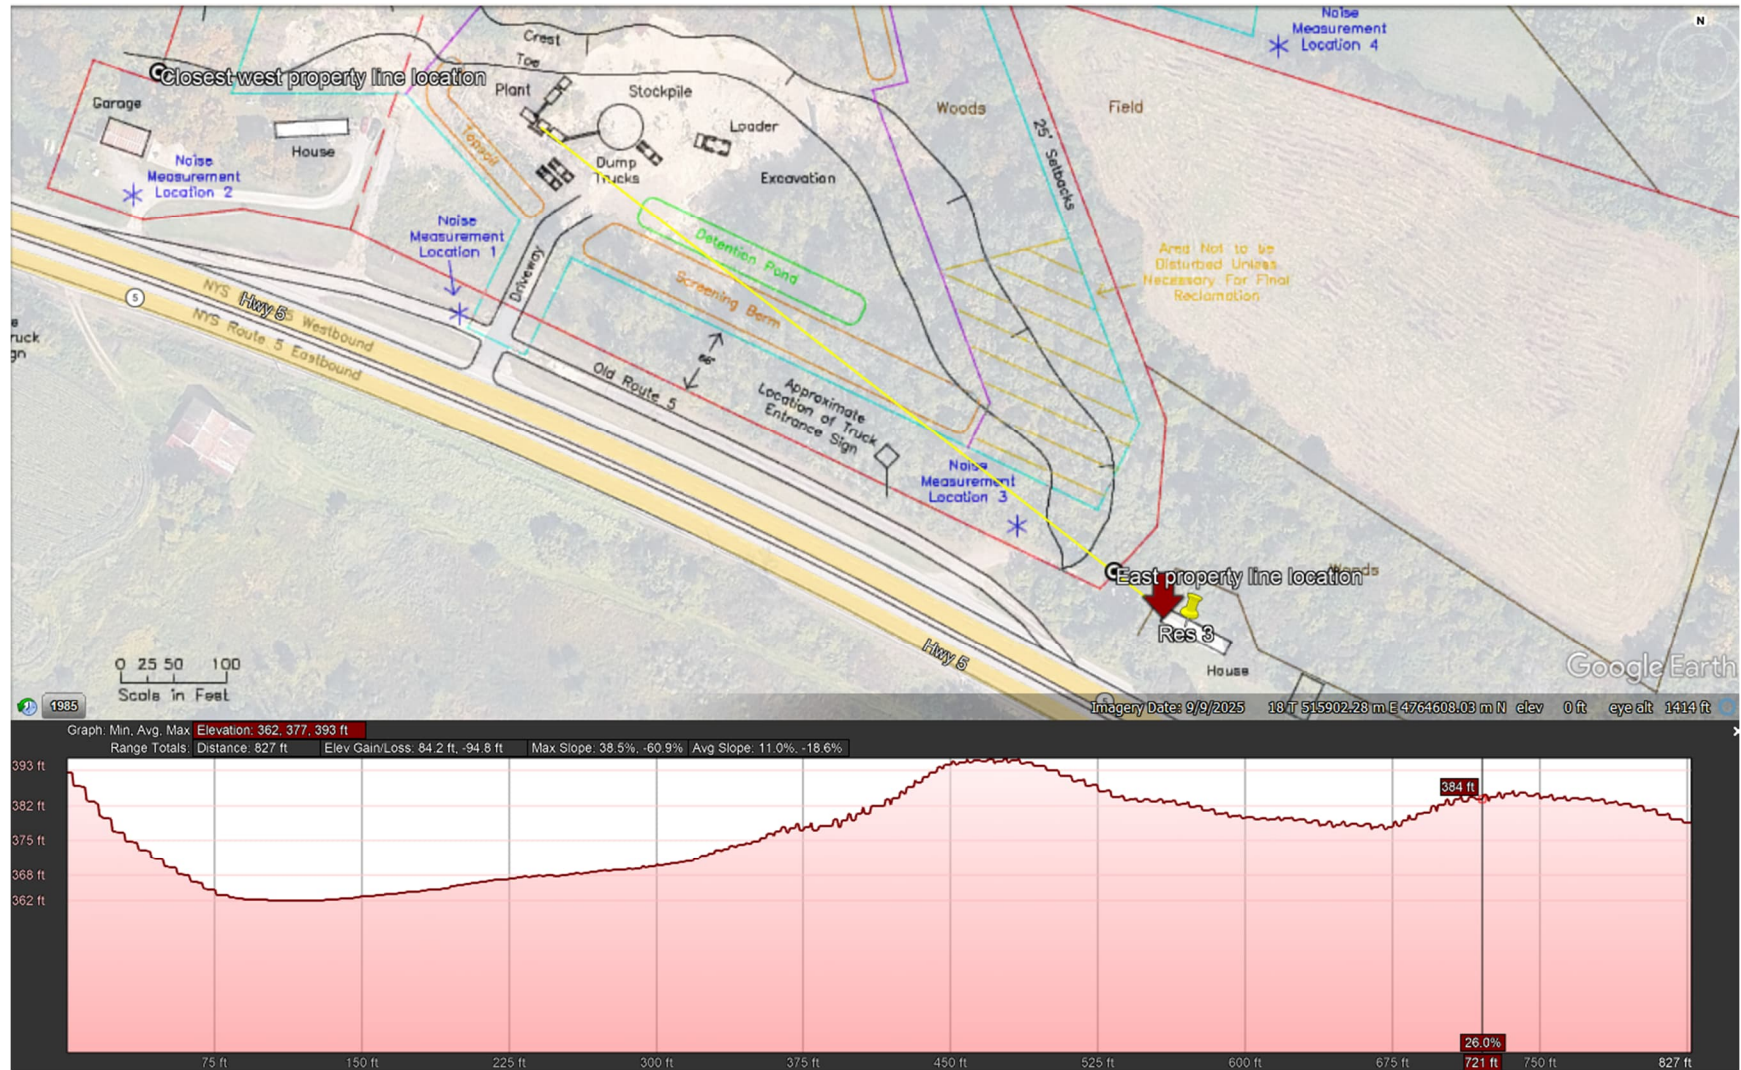 Noise
Measurement
Location 4
N
Crest
Toe
Closest west property line location
Plant
Stockpile
Garage
Woods
Field
Loader
25' Setbacks
House
Topsoil
Noise
Measurement
Location 2
Dump
Trucks
Excavation
Noise
Measurement
Location 1
Detention Pond
Area Not to be
Disturbed Unless
Necessary For Final
Reclamation
Driveway
Screening Berm
5
NYS Route 5 Westbound
Hwy 5
NYS Route 5 Eastbound
66'
Old Route 5
Approximate
Location of Truck
Entrance Sign
Noise
Measurement
Location 3
East property line location
Woods
Res 3
Hwy 5
House
0 25 50 100
Scale in Feet
Google Earth
1985
Imagery Date: 9/9/2025 18 T 515902.28 m E 4764608.03 m N elev 0 ft eye alt 1414 ft
Graph: Min, Avg, Max Elevation: 362, 377, 393 ft
Range Totals: Distance: 827 ft Elev Gain/Loss: 84.2 ft, -94.8 ft Max Slope: 38.5%, -60.9% Avg Slope: 11.0%, -18.6%
393 ft
384 ft
382 ft
375 ft
368 ft
362 ft
26.0%
75 ft 150 ft 225 ft 300 ft 375 ft 450 ft 525 ft 600 ft 675 ft 721 ft 750 ft 827 ft